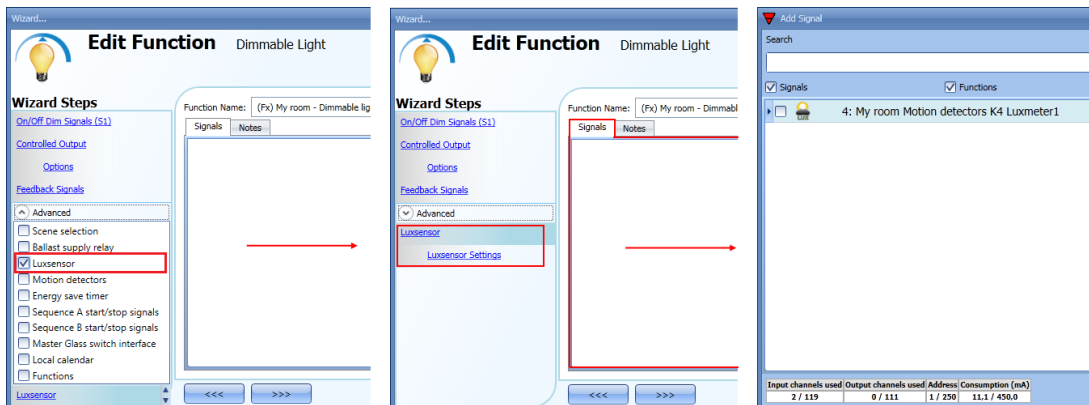 Wizard...
Edit Function Dimmable Light
Wizard Steps
On/Off Dim Signals (S1)
Controlled Output
Options
Feedback Signals
Advanced
Scene selection
Ballast supply relay
Luxsensor
Motion detectors
Energy save timer
Sequence A start/stop signals
Sequence B start/stop signals
Master Glass switch interface
Local calendar
Functions
Luxsensor
Function Name: (Fx) My room - Dimmable lig
Signals Notes
<<< >>>
Wizard...
Edit Function Dimmable Light
Wizard Steps
On/Off Dim Signals (S1)
Controlled Output
Options
Feedback Signals
Advanced
Luxsensor
Luxsensor Settings
Function Name: (Fx) My room - Dimmabl
Signals Notes
<<< >>>
Add Signal
Search
Signals Functions
LUX 4: My room Motion detectors K4 Luxmeter1
Input channels used Output channels used Address Consumption (mA)
2 / 119 0 / 111 1 / 250 11,1 / 450,0